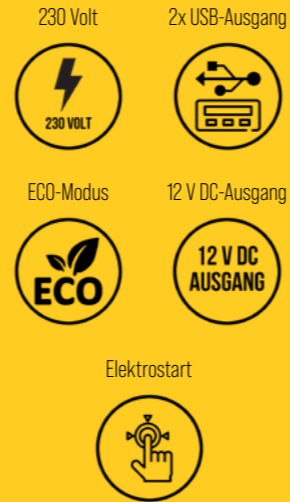 230 Volt
2x USB-Ausgang
230 VOLT
ECO-Modus
12 V DC-Ausgang
ECO
12 V DC
AUSGANG
Elektrostart